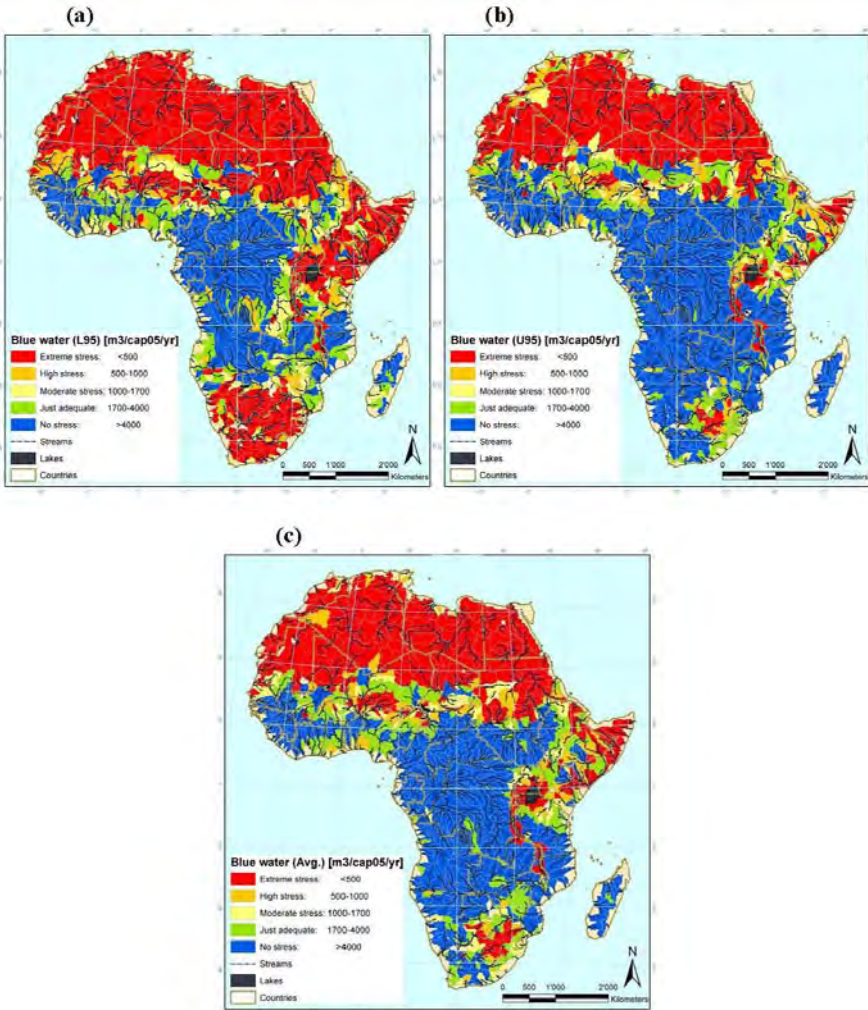 (a)
Blue water (L95) [m3/cap05/yr]
Extreme stress: <500
High stress: 500-1000
Moderate stress: 1000-1700
Just adequate: 1700-4000
No stress: >4000
Streams
Lakes
Countries
N
0 500 1'000 2'000
Kilometers
(b)
Blue water (U95) [m3/cap05/yr]
Extreme stress: <500
High stress: 500-1000
Moderate stress: 1000-1700
Just adequate: 1700-4000
No stress: >4000
Streams
Lakes
Countries
N
0 500 1'000 2'000
Kilometers
(c)
Blue water (Avg.) [m3/cap05/yr]
Extreme stress: <500
High stress: 500-1000
Moderate stress: 1000-1700
Just adequate: 1700-4000
No stress: >4000
Streams
Lakes
Countries
N
0 500 1'000 2'000
Kilometers